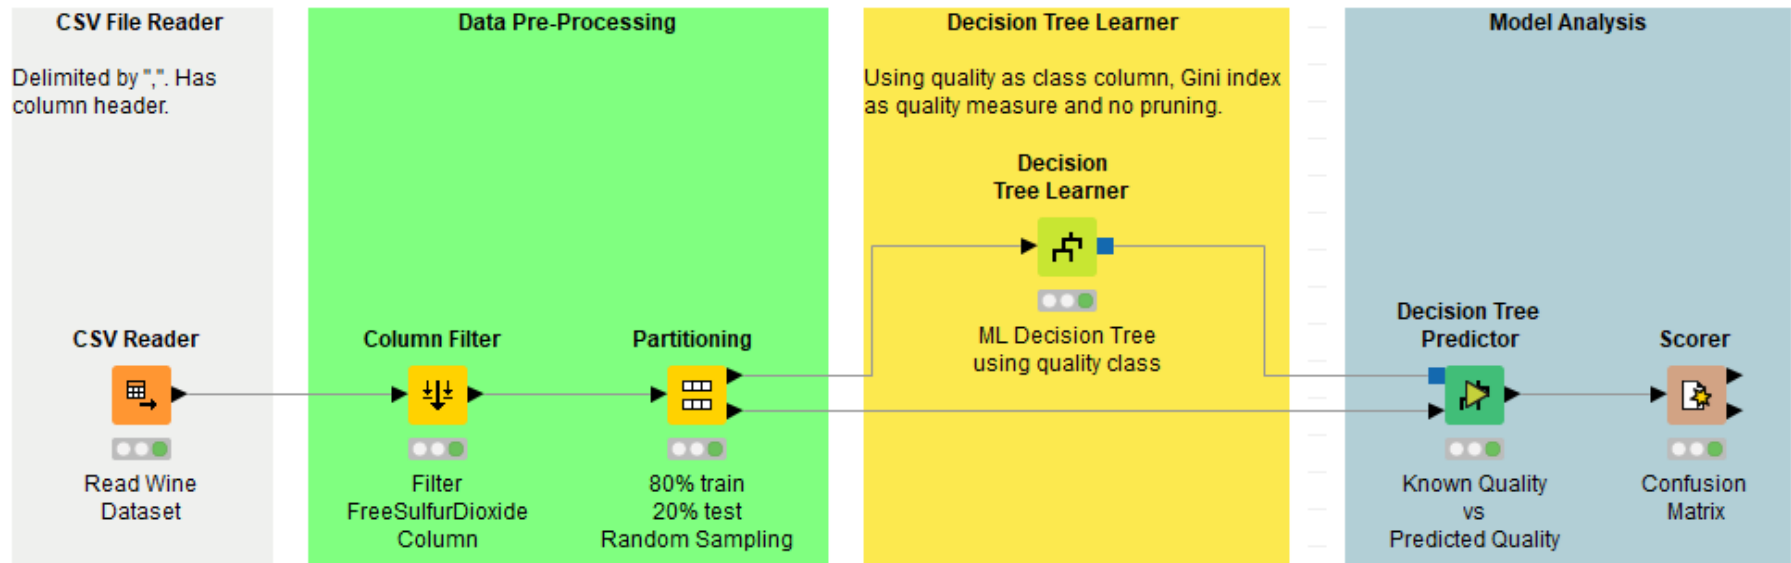 CSV File Reader
Delimited by ",". Has
column header.
CSV Reader
Read Wine
Dataset
Data Pre-Processing
Column Filter
Filter
FreeSulfurDioxide
Column
Partitioning
80% train
20% test
Random Sampling
Decision Tree Learner
Using quality as class column, Gini index
as quality measure and no pruning.
Decision
Tree Learner
ML Decision Tree
using quality class
Model Analysis
Decision Tree
Predictor
Known Quality
vs
Predicted Quality
Scorer
Confusion
Matrix